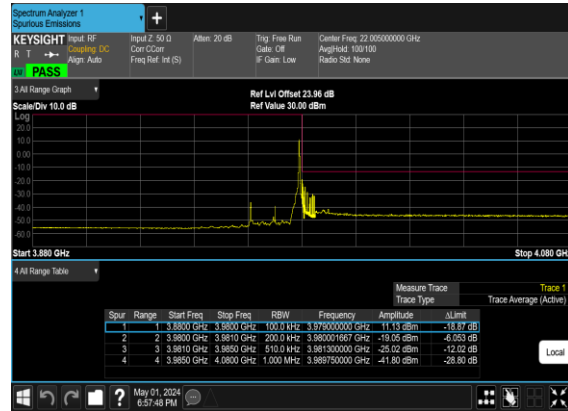 Spectrum Analyzer 1
Spurious Emissions
KEYSIGHT Input: RF Input Z: 50 Ω Atten: 20 dB Trig: Free Run Center Freq: 22.005000000 GHz
R T Coupling: DC Corr CCorr Gate: Off Avg|Hold: 100/100
Align: Auto Freq Ref: Int (S) IF Gain: Low Radio Std: None
PASS
3 All Range Graph
Ref Lvl Offset 23.96 dB
Scale/Div 10.0 dB Ref Value 30.00 dBm
Log
20.0
10.0
0.00
-10.0
-20.0
-30.0
-40.0
-50.0
-60.0
Start 3.880 GHz Stop 4.080 GHz
4 All Range Table
Measure Trace Trace 1
Trace Type Trace Average (Active)
Spur Range Start Freq Stop Freq RBW Frequency Amplitude ΔLimit
1 1 3.8800 GHz 3.9800 GHz 100.0 kHz 3.979000000 GHz 11.13 dBm -18.87 dB
2 2 3.9800 GHz 3.9810 GHz 200.0 kHz 3.980001667 GHz -19.05 dBm -6.053 dB
3 3 3.9810 GHz 3.9850 GHz 510.0 kHz 3.981300000 GHz -25.02 dBm -12.02 dB
4 4 3.9850 GHz 4.0800 GHz 1.000 MHz 3.989750000 GHz -41.80 dBm -28.80 dB
Local
May 01, 2024
6:57:48 PM